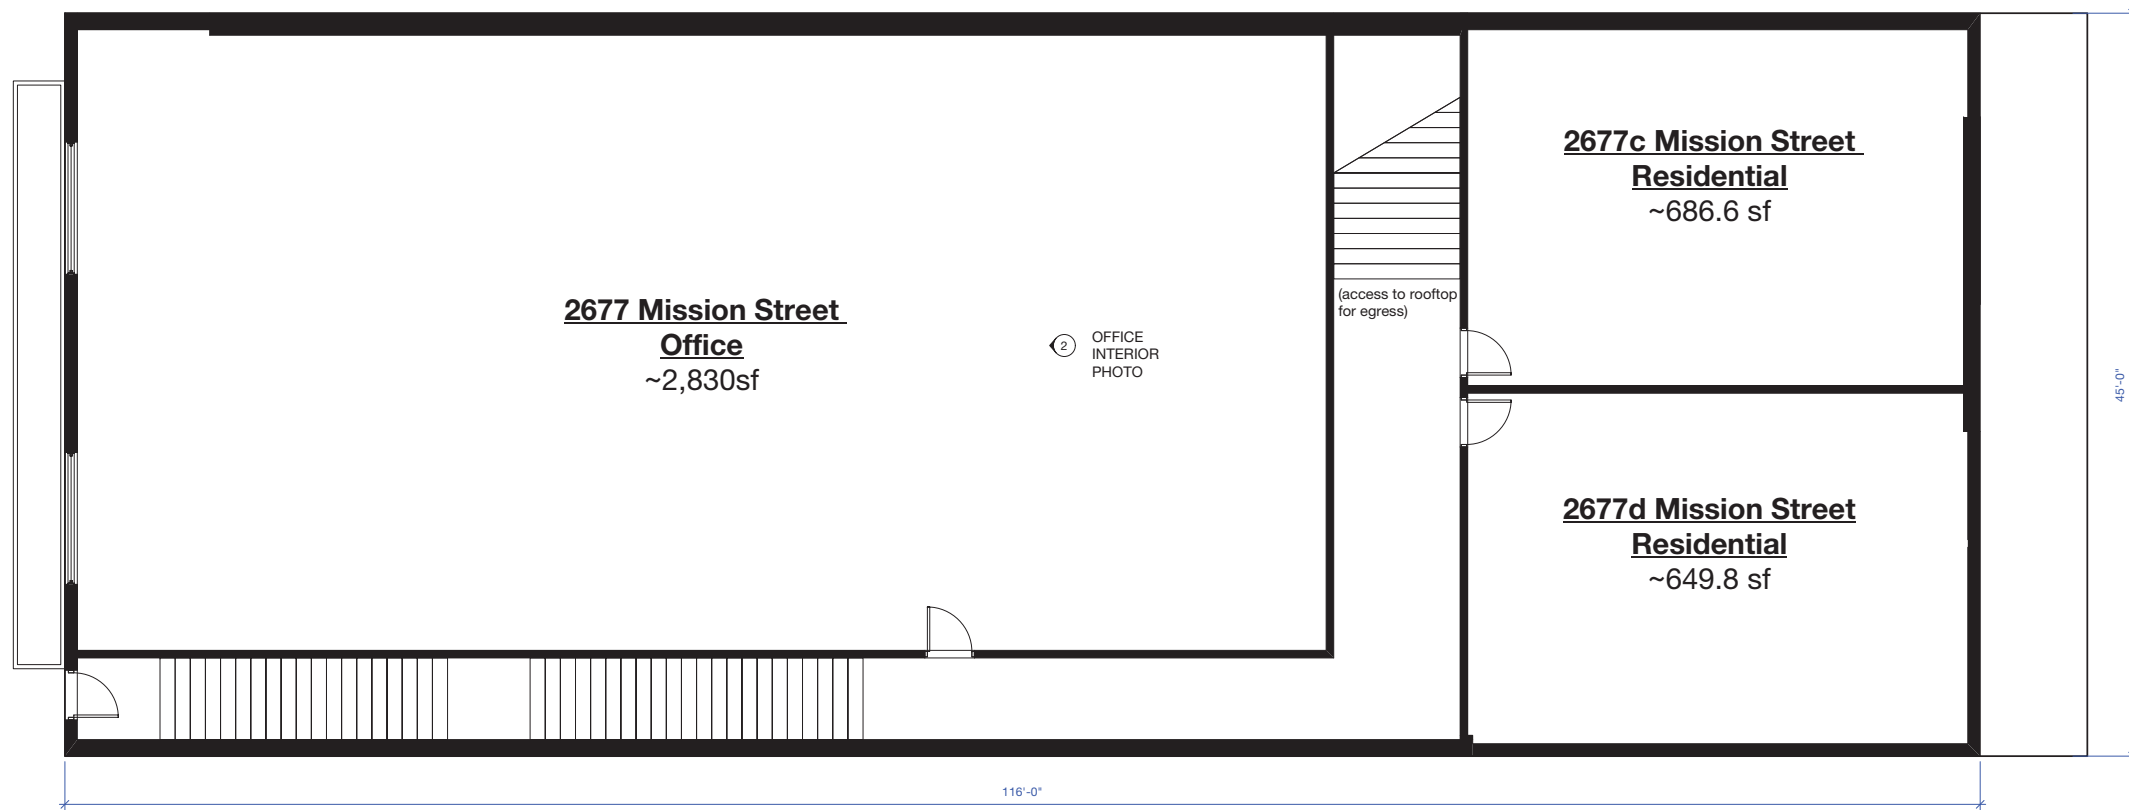 2677c Mission Street
Residential
~686.6 sf
2677 Mission Street
Office
~2,830sf
2
OFFICE
INTERIOR
PHOTO
(access to rooftop
for egress)
2677d Mission Street
Residential
~649.8 sf
45'-0"
116'-0"